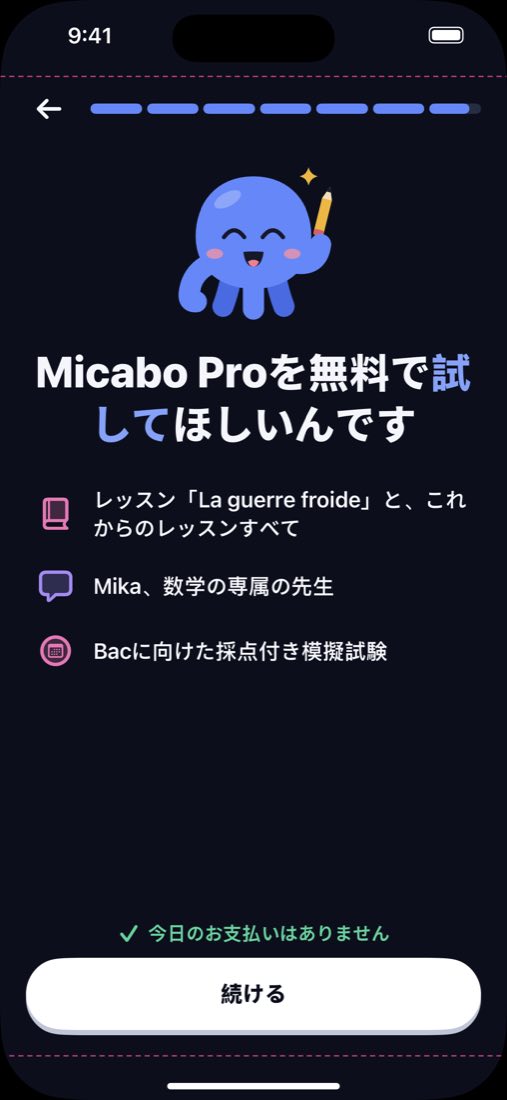 9:41
Micabo Proを無料で試
してほしいんです
レッスン「La guerre froide」と、これ
からのレッスンすべて
Mika、数学の専属の先生
Bacに向けた採点付き模擬試験
今日のお支払いはありません
続ける